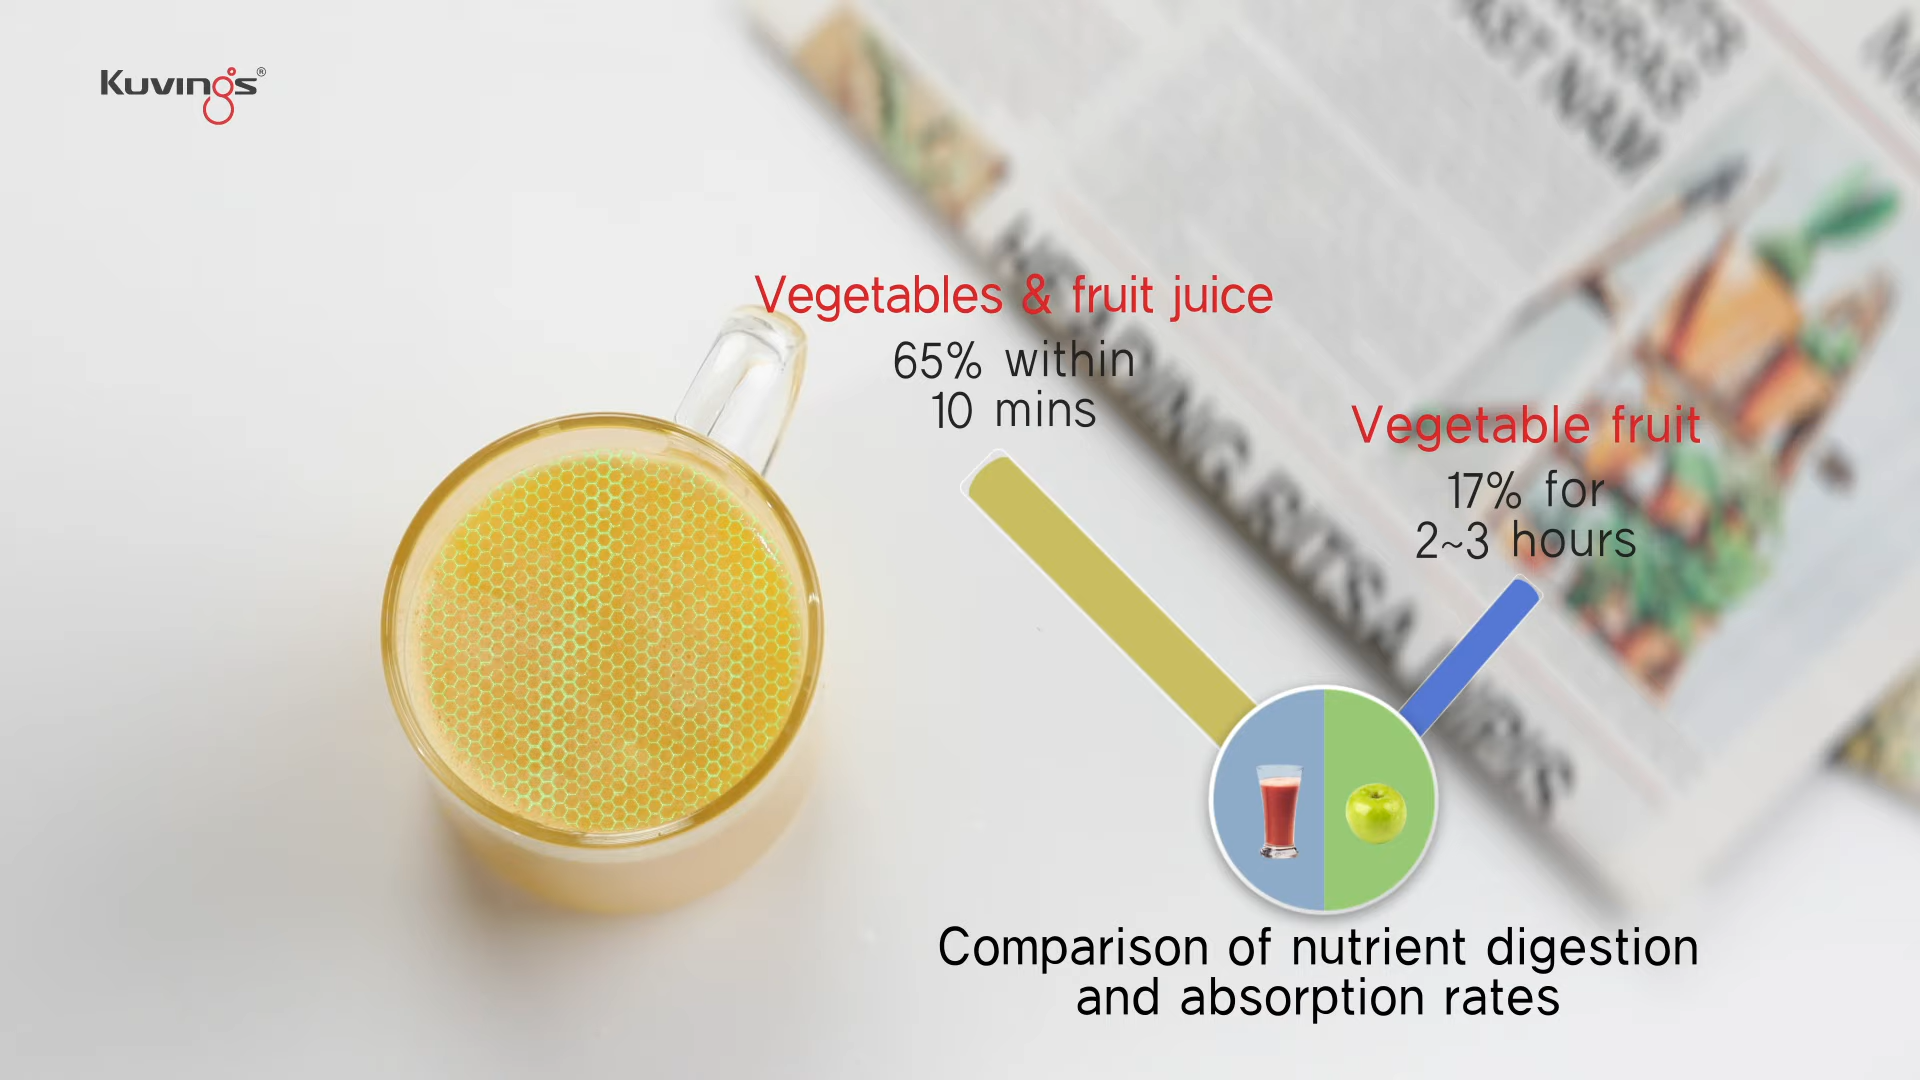 Kuvings®
Vegetables & fruit juice
65% within
10 mins
Vegetable fruit
17% for
2~3 hours
Comparison of nutrient digestion
and absorption rates